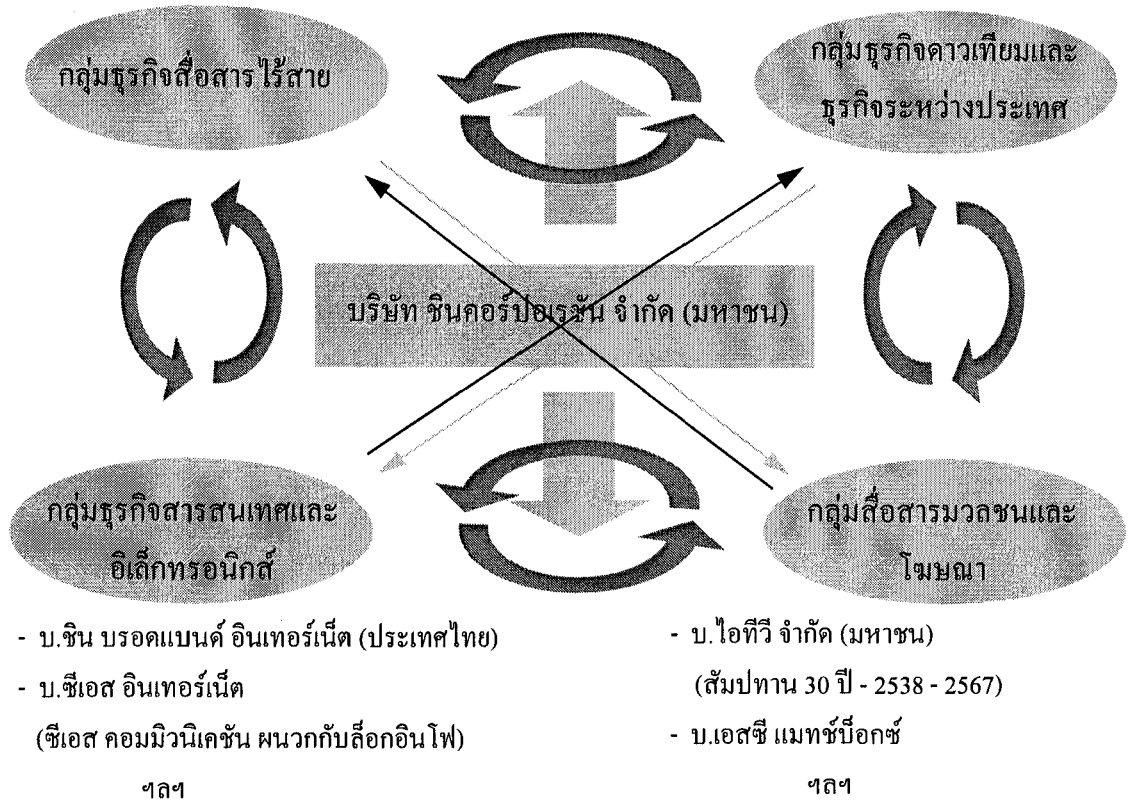 กลุ่มธุรกิจสื่อสารไร้สาย
กลุ่มธุรกิจดาวเทียมและ
ธุรกิจระหว่างประเทศ
บริษัท ชินคอร์ปอเรชัน จำกัด (มหาชน)
กลุ่มธุรกิจสารสนเทศและ
อิเล็กทรอนิกส์
กลุ่มสื่อสารมวลชนและ
โฆษณา
- บ.ชิน บรอดแบนด์ อินเทอร์เน็ต (ประเทศไทย)
- บ.ซีเอส อินเทอร์เน็ต
(ซีเอส คอมมิวนิเคชัน ผนวกกับล็อกอินโฟ)
ฯลฯ
- บ.ไอทีวี จำกัด (มหาชน)
(สัมปทาน 30 ปี - 2538 - 2567)
- บ.เอสซี แมทช์บ็อกซ์
ฯลฯ